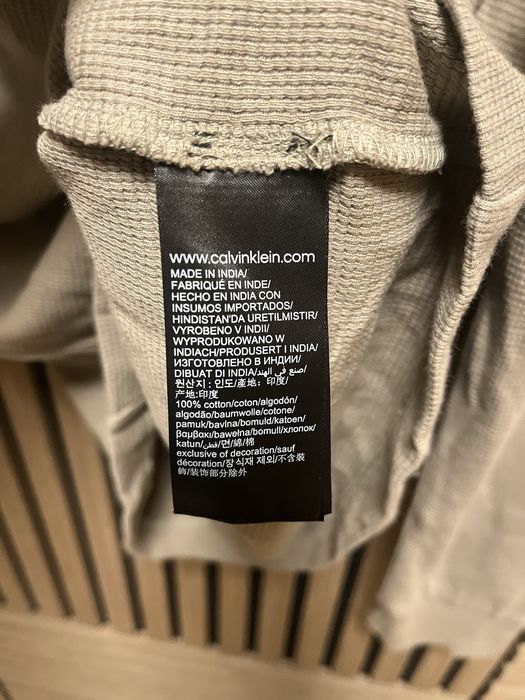 www.calvinklein.com
MADE IN INDIA/
FABRIQUÉ EN INDE/
HECHO EN INDIA CON
INSUMOS IMPORTADOS/
HINDISTAN'DA URETILMISTIR/
VYROBENO V INDII/
WYPRODUKOWANO W
INDIACH/PRODUSERT I INDIA/
ИЗГОТОВЛЕНО В ИНДИИ/
DIBUAT DI INDIA/صنع في الهند/
원산지 : 인도/產地:印度/
产地:印度
100% cotton/coton/algodón/
algodão/baumwolle/cotone/
pamuk/bavlna/bomuld/katoen/
βαμβακι/bawełna/bomull/хлопок/
katun/قطن/면/綿/棉
exclusive of decoration/sauf
décoration/장식재 제외/不含裝
飾/装饰部分除外